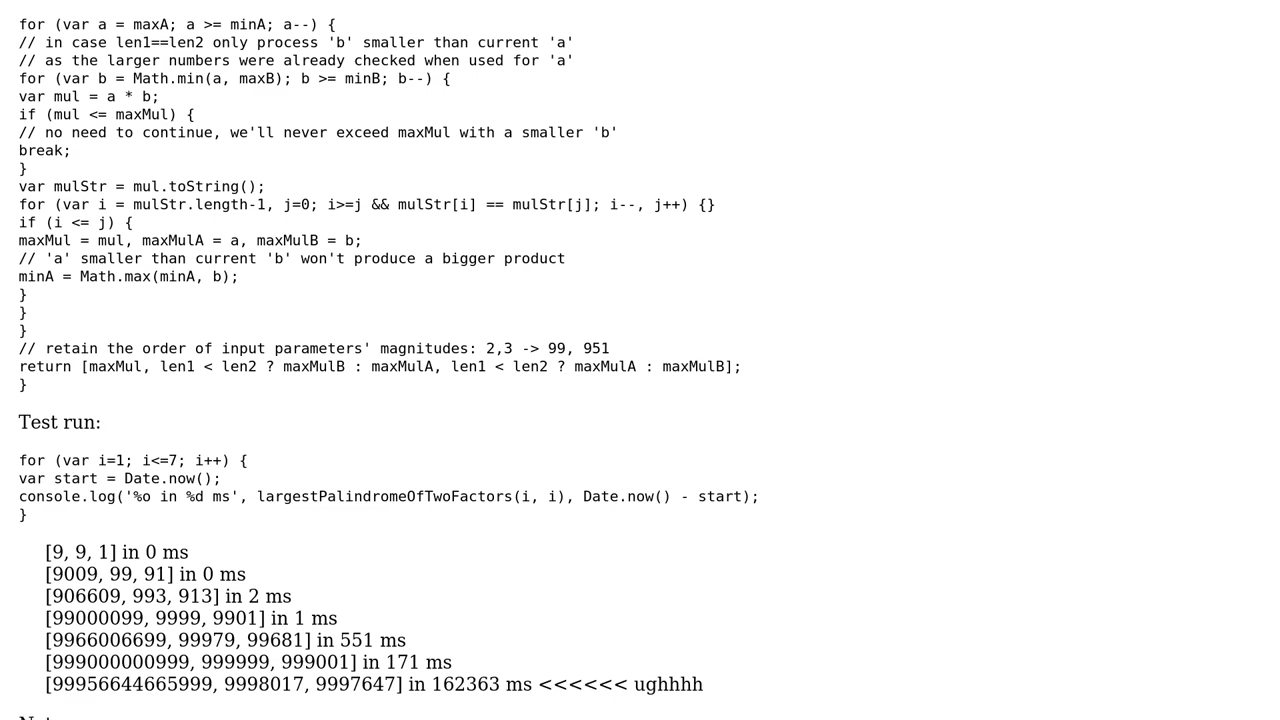 for (var a = maxA; a >= minA; a--) {
// in case len1==len2 only process 'b' smaller than current 'a'
// as the larger numbers were already checked when used for 'a'
for (var b = Math.min(a, maxB); b >= minB; b--) {
var mul = a * b;
if (mul <= maxMul) {
// no need to continue, we'll never exceed maxMul with a smaller 'b'
break;
}
var mulStr = mul.toString();
for (var i = mulStr.length-1, j=0; i>=j && mulStr[i] == mulStr[j]; i--, j++) {}
if (i <= j) {
maxMul = mul, maxMulA = a, maxMulB = b;
// 'a' smaller than current 'b' won't produce a bigger product
minA = Math.max(minA, b);
}
}
}
// retain the order of input parameters' magnitudes: 2,3 -> 99, 951
return [maxMul, len1 < len2 ? maxMulB : maxMulA, len1 < len2 ? maxMulA : maxMulB];
}
Test run:
for (var i=1; i<=7; i++) {
var start = Date.now();
console.log('%o in %d ms', largestPalindromeOfTwoFactors(i, i), Date.now() - start);
}
[9, 9, 1] in 0 ms
[9009, 99, 91] in 0 ms
[906609, 993, 913] in 2 ms
[99000099, 9999, 9901] in 1 ms
[9966006699, 99979, 99681] in 551 ms
[999000000999, 999999, 999001] in 171 ms
[99956644665999, 9998017, 9997647] in 162363 ms <<<<<< ughhhh